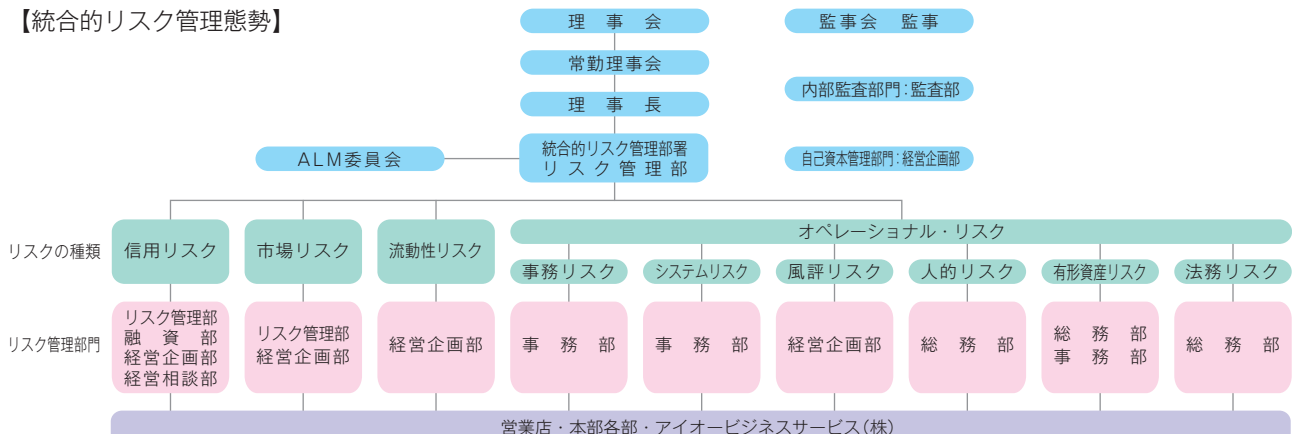 【統合的リスク管理態勢】
理事会
監事会 監事
常勤理事会
内部監査部門:監査部
理事長
ALM委員会
統合的リスク管理部署
リスク管理部
自己資本管理部門:経営企画部
リスクの種類
信用リスク
市場リスク
流動性リスク
オペレーショナル・リスク
事務リスク
システムリスク
風評リスク
人的リスク
有形資産リスク
法務リスク
リスク管理部門
リスク管理部
融資部
経営企画部
経営相談部
リスク管理部
経営企画部
経営企画部
事務部
事務部
経営企画部
総務部
総務部
事務部
総務部
営業店・本部各部・アイオービジネスサービス(株)